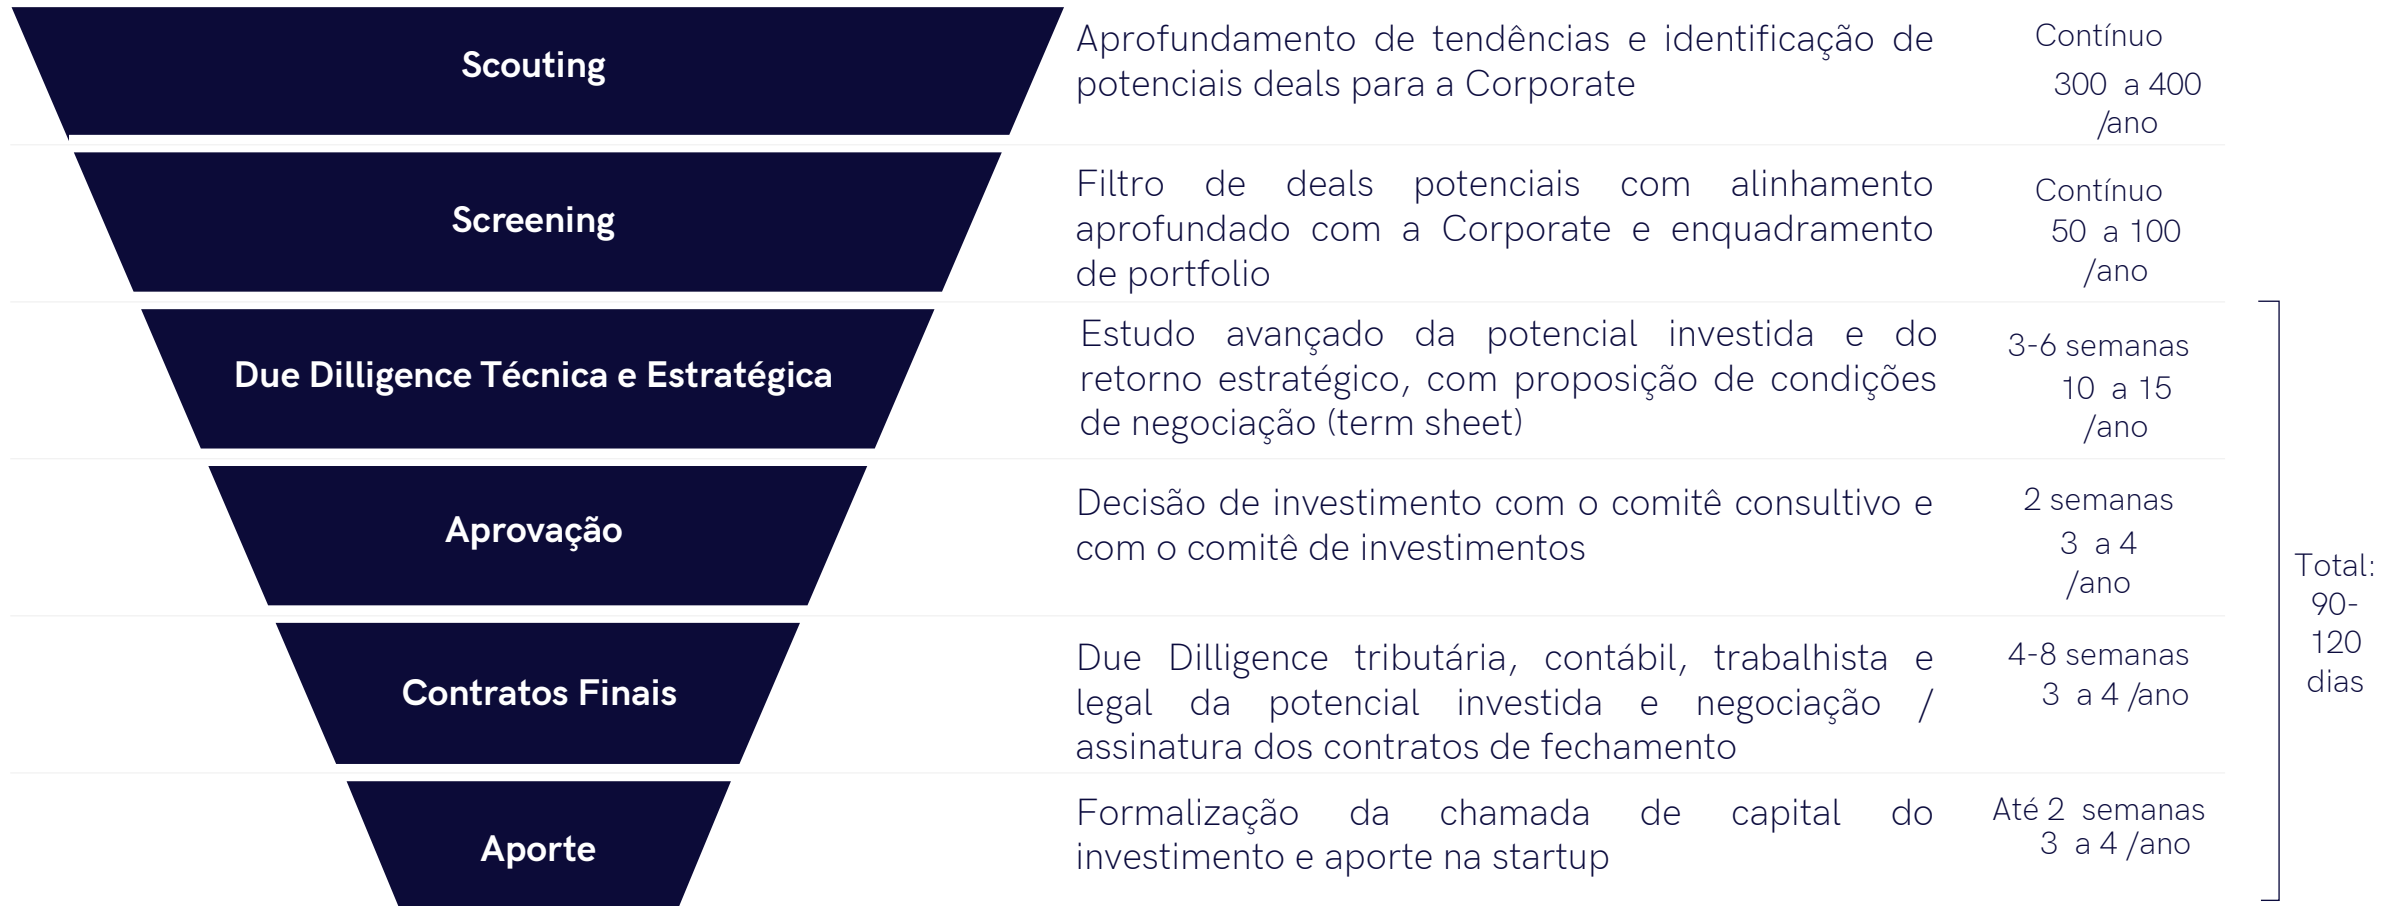 Scouting
Aprofundamento de tendências e identificação de
potenciais deals para a Corporate
Contínuo
300 a 400
/ano
Screening
Filtro de deals potenciais com alinhamento
aprofundado com a Corporate e enquadramento
de portfolio
Contínuo
50 a 100
/ano
Due Dilligence Técnica e Estratégica
Estudo avançado da potencial investida e do
retorno estratégico, com proposição de condições
de negociação (term sheet)
3-6 semanas
10 a 15
/ano
Aprovação
Decisão de investimento com o comitê consultivo e
com o comitê de investimentos
2 semanas
3 a 4
/ano
Contratos Finais
Due Dilligence tributária, contábil, trabalhista e
legal da potencial investida e negociação /
assinatura dos contratos de fechamento
4-8 semanas
3 a 4 /ano
Aporte
Formalização da chamada de capital do
investimento e aporte na startup
Até 2 semanas
3 a 4 /ano
Total:
90-
120
dias